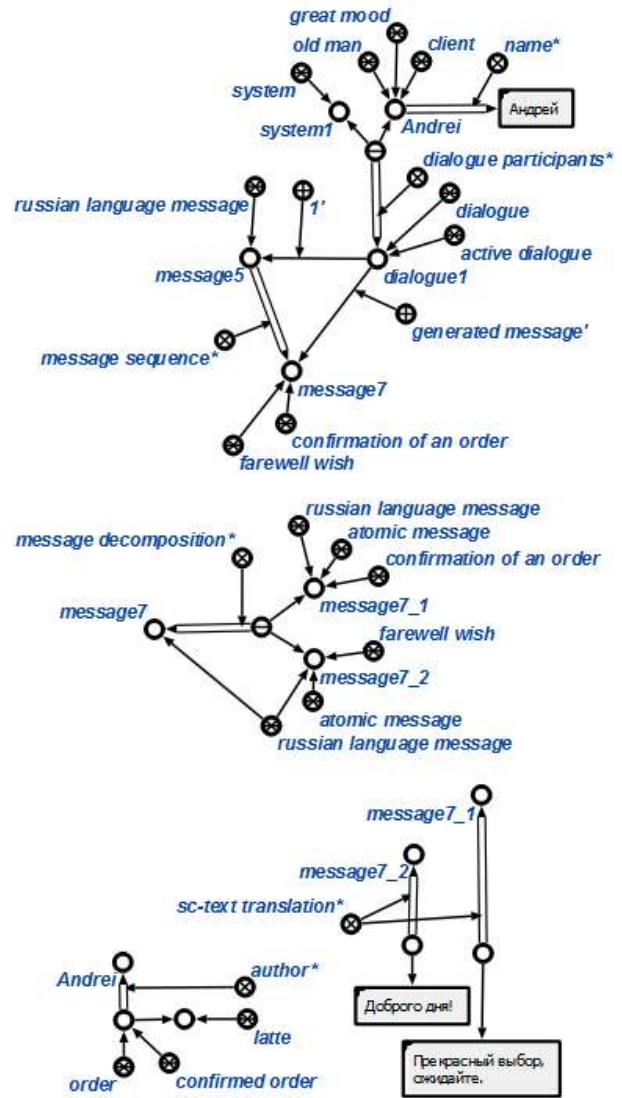 great mood
old man
client
name*
system
Андрей
system1
Andrei
dialogue participants*
russian language message
1'
dialogue
active dialogue
message5
dialogue1
generated message'
message sequence*
message7
confirmation of an order
farewell wish
russian language message
message decomposition*
atomic message
confirmation of an order
message7
message7_1
farewell wish
message7_2
atomic message
russian language message
message7_1
message7_2
sc-text translation*
Andrei
author*
Доброго дня!
latte
order
confirmed order
Прекрасный выбор,
ожидайте.